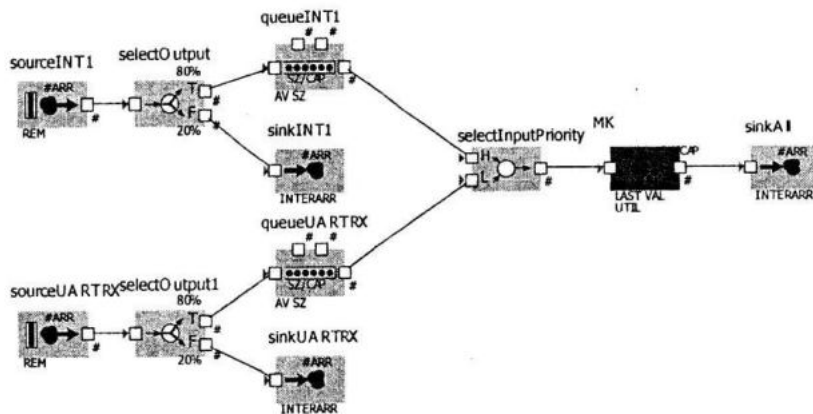 queueINT1
# #
sourceINT1
selectOutput
80%
#ARR
T
#
SZ/CAP
#
AV SZ
#
F
#
REM
20%
sinkINT1
#ARR
INTERARR
selectInputPriority
MK
H
L
#
CAP
#
LAST VAL
UTIL
sinkAll
#ARR
INTERARR
queueUARTRX
# #
sourceUARTRX
selectOutput1
80%
#ARR
T
#
SZ/CAP
#
AV SZ
#
F
#
REM
20%
sinkUARTRX
#ARR
INTERARR